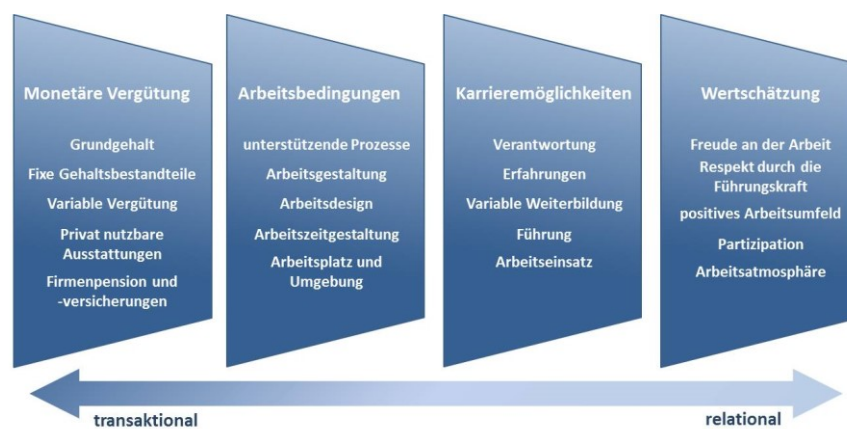 Monetäre Vergütung
Grundgehalt
Fixe Gehaltsbestandteile
Variable Vergütung
Privat nutzbare
Ausstattungen
Firmenpension und
-versicherungen
Arbeitsbedingungen
unterstützende Prozesse
Arbeitsgestaltung
Arbeitsdesign
Arbeitszeitgestaltung
Arbeitsplatz und
Umgebung
Karrieremöglichkeiten
Verantwortung
Erfahrungen
Variable Weiterbildung
Führung
Arbeitseinsatz
Wertschätzung
Freude an der Arbeit
Respekt durch die
Führungskraft
positives Arbeitsumfeld
Partizipation
Arbeitsatmosphäre
transaktional
relational